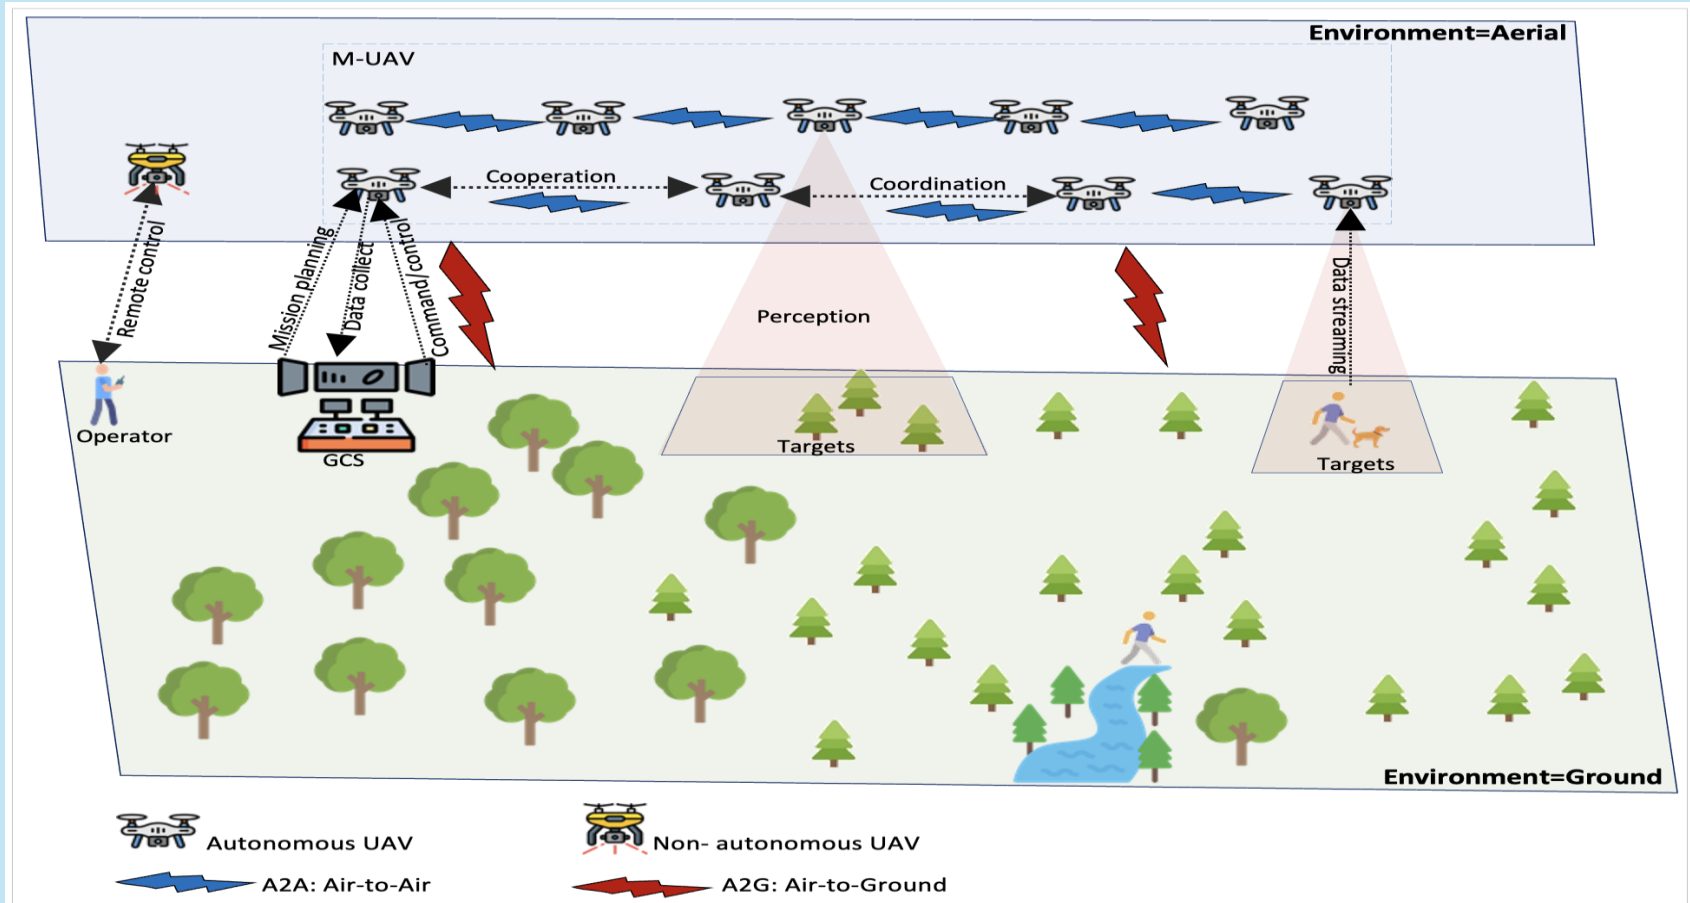 Environment=Aerial
M-UAV
Cooperation
Coordination
Remote control
Mission planning
Data collect
Command/control
Perception
Data streaming
Operator
GCS
Targets
Targets
Environment=Ground
Autonomous UAV
Non- autonomous UAV
A2A: Air-to-Air
A2G: Air-to-Ground